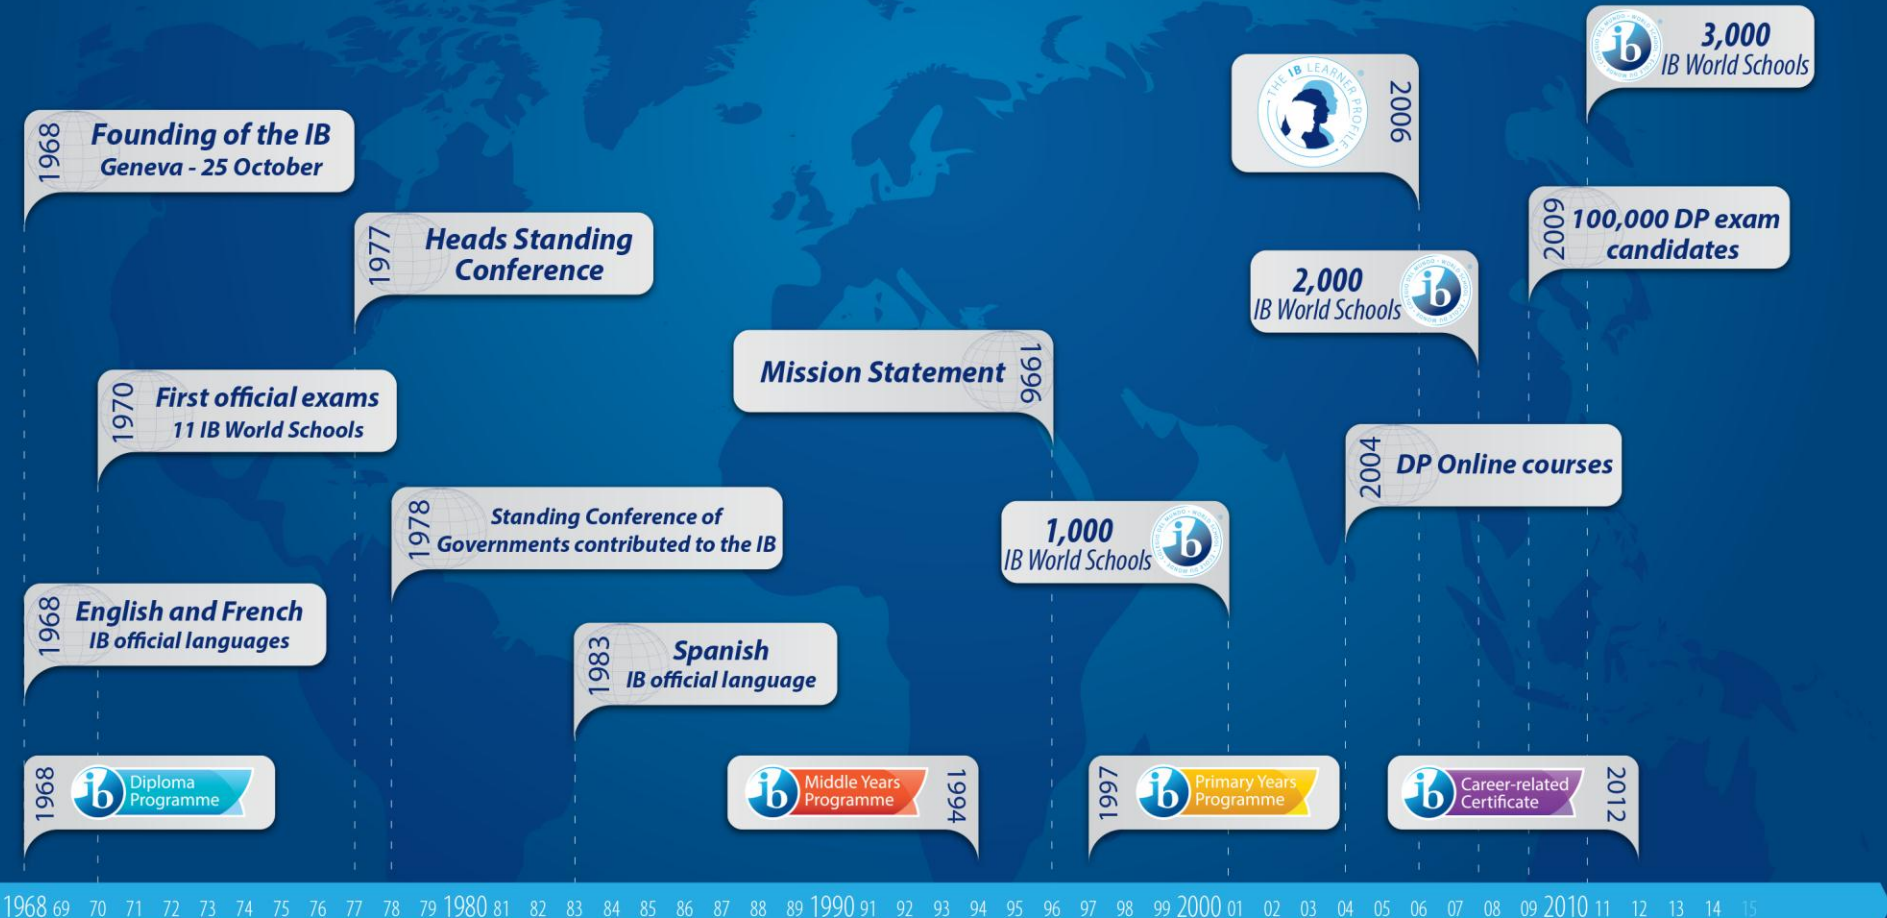 3,000
IB World Schools
THE IB LEARNER PROFILE
2006
1968
Founding of the IB
Geneva - 25 October
2009
100,000 DP exam
candidates
1977
Heads Standing
Conference
2,000
IB World Schools
Mission Statement
1996
1970
First official exams
11 IB World Schools
2004
DP Online courses
1978
Standing Conference of
Governments contributed to the IB
1,000
IB World Schools
1968
English and French
IB official languages
1983
Spanish
IB official language
1968
ib
Diploma
Programme
ib
Middle Years
Programme
1994
1997
ib
Primary Years
Programme
ib
Career-related
Certificate
2012
1968 69 70 71 72 73 74 75 76 77 78 79 1980 81 82 83 84 85 86 87 88 89 1990 91 92 93 94 95 96 97 98 99 2000 01 02 03 04 05 06 07 08 09 2010 11 12 13 14 15